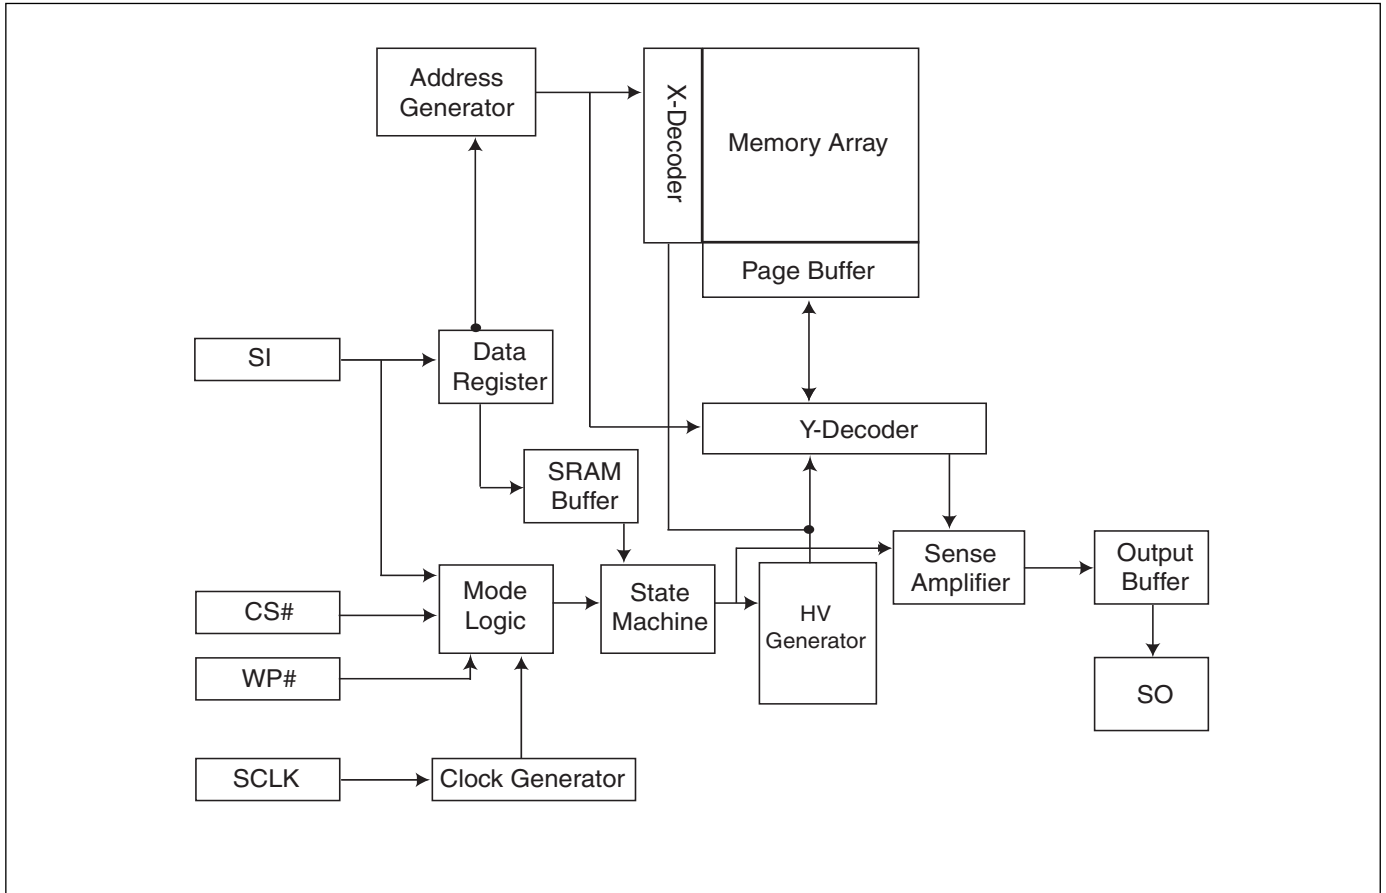 Address
Generator
X-Decoder
Memory Array
Page Buffer
SI
Data
Register
Y-Decoder
SRAM
Buffer
Sense
Amplifier
Output
Buffer
Mode
Logic
State
Machine
HV
Generator
CS#
WP#
SO
SCLK
Clock Generator